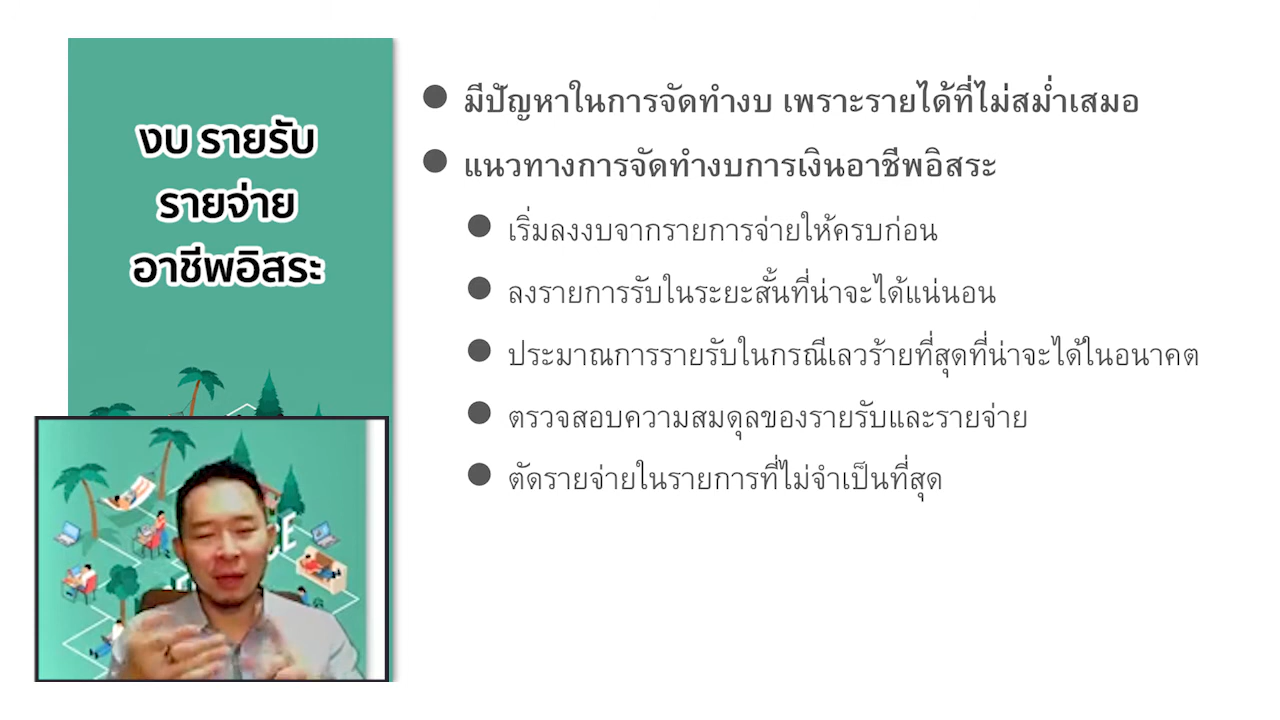 งบ รายรับ
รายจ่าย
อาชีพอิสระ
มีปัญหาในการจัดทำงบ เพราะรายได้ที่ไม่สม่ำเสมอ
แนวทางการจัดทำงบการเงินอาชีพอิสระ
เริ่มลงงบจากรายการจ่ายให้ครบก่อน
ลงรายการรับในระยะสั้นที่น่าจะได้แน่นอน
ประมาณการรายรับในกรณีเลวร้ายที่สุดที่น่าจะได้ในอนาคต
ตรวจสอบความสมดุลของรายรับและรายจ่าย
ตัดรายจ่ายในรายการที่ไม่จำเป็นที่สุด